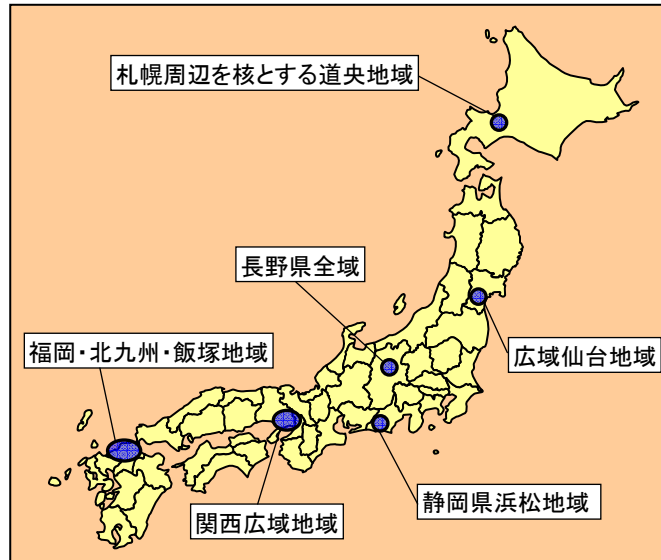 札幌周辺を核とする道央地域
長野県全域
広域仙台地域
福岡・北九州・飯塚地域
静岡県浜松地域
関西広域地域